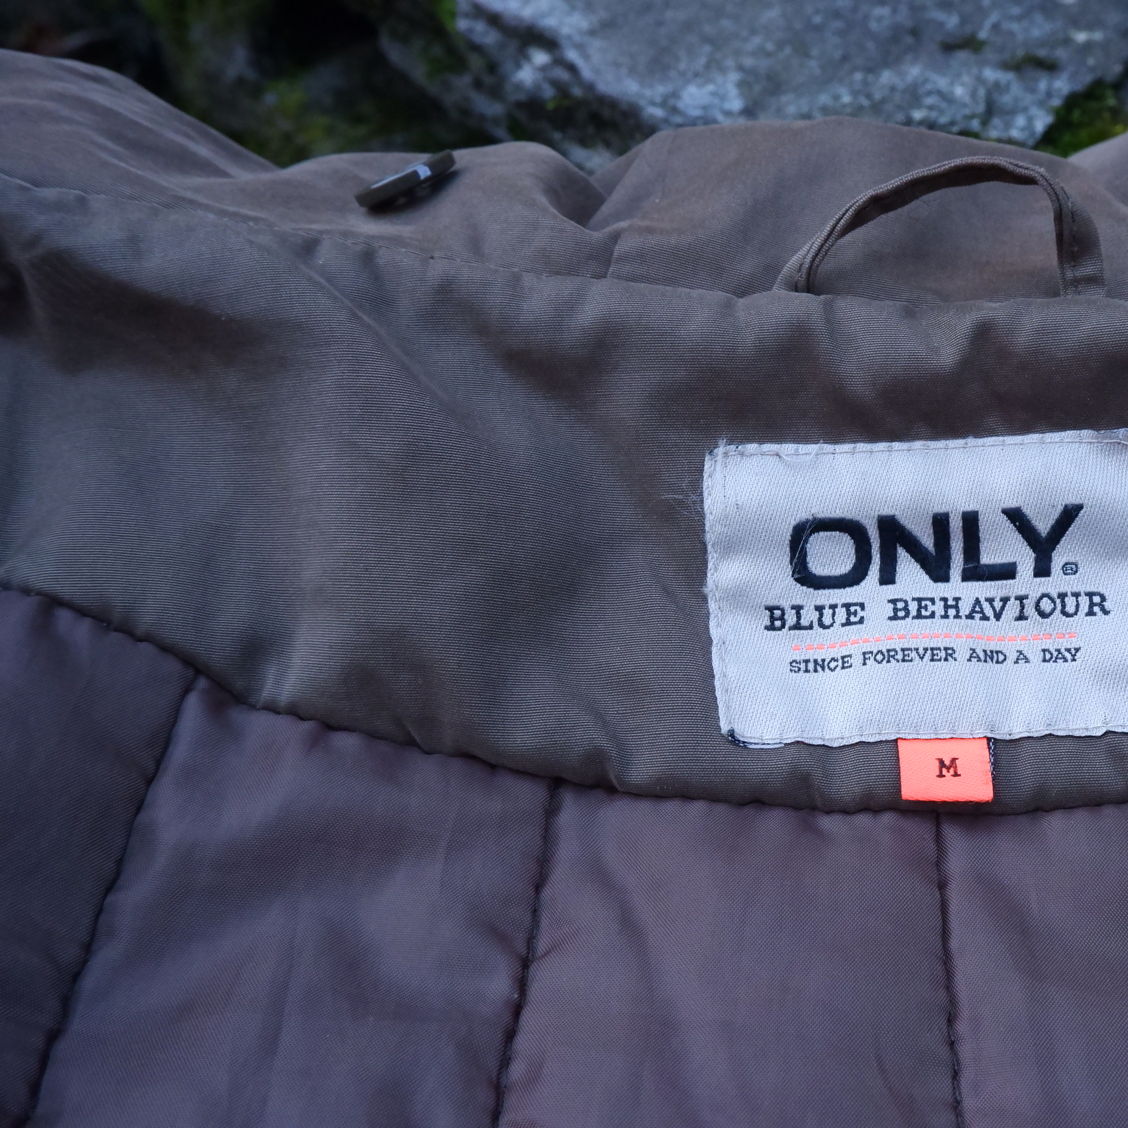 ONLY®
BLUE BEHAVIOUR
SINCE FOREVER AND A DAY
M